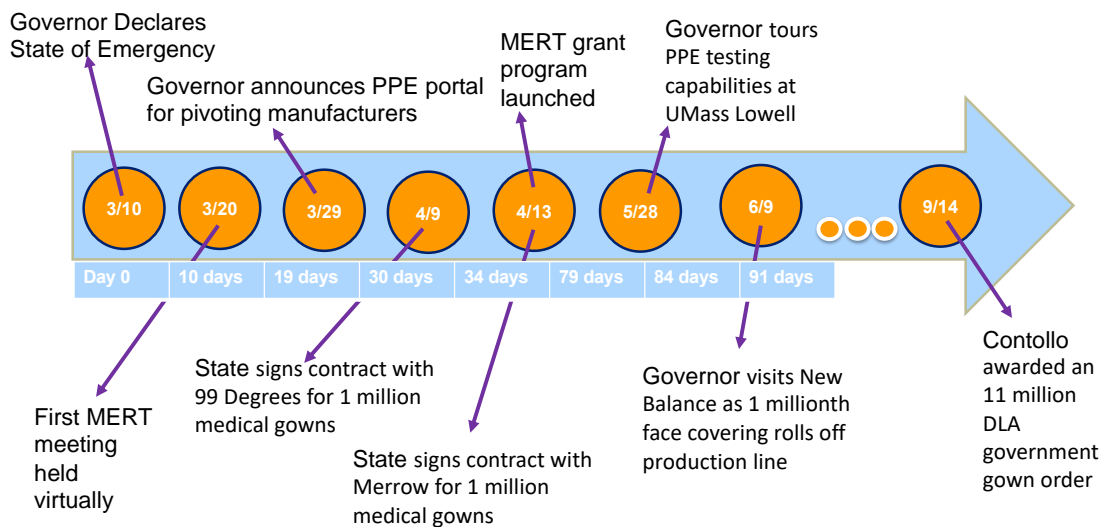 Governor Declares
State of Emergency
Governor announces PPE portal
for pivoting manufacturers
MERT grant
program
launched
Governor tours
PPE testing
capabilities at
UMass Lowell
3/10
3/20
3/29
4/9
4/13
5/28
6/9
9/14
Day 0
10 days
19 days
30 days
34 days
79 days
84 days
91 days
First MERT
meeting
held
virtually
State signs contract with
99 Degrees for 1 million
medical gowns
State signs contract with
Merrow for 1 million
medical gowns
Governor visits New
Balance as 1 millionth
face covering rolls off
production line
Contollo
awarded an
11 million
DLA
government
gown order